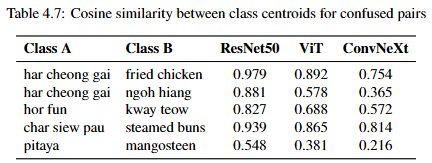 Table 4.7: Cosine similarity between class centroids for confused pairs
Class A Class B ResNet50 ViT ConvNeXt
har cheong gai fried chicken 0.979 0.892 0.754
har cheong gai ngoh hiang 0.881 0.578 0.365
hor fun kway teow 0.827 0.688 0.572
char siew pau steamed buns 0.939 0.865 0.814
pitaya mangosteen 0.548 0.381 0.216